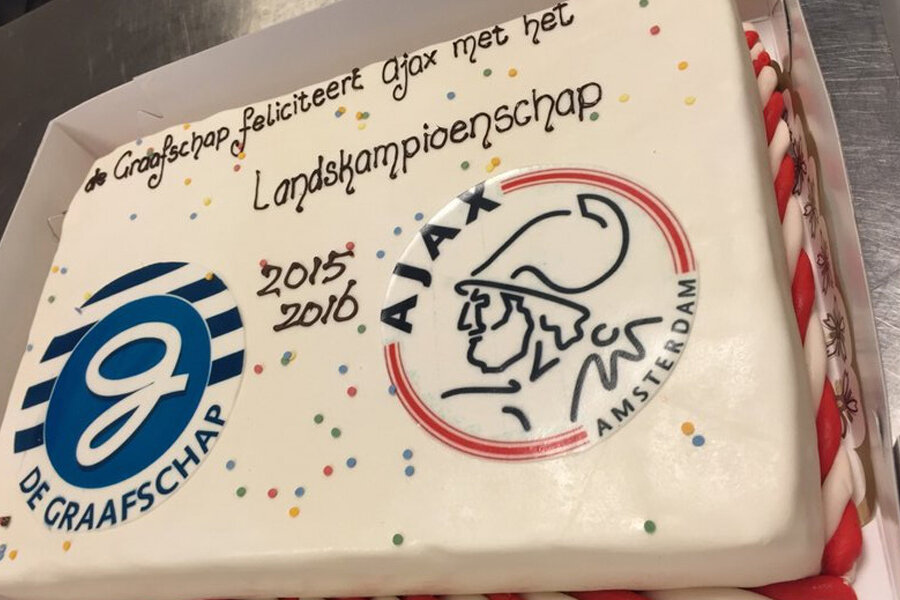 de Graafschap feliciteert Ajax met het
Landskampioenschap
2015
2016
g
DE GRAAFSCHAP
AJAX
AMSTERDAM